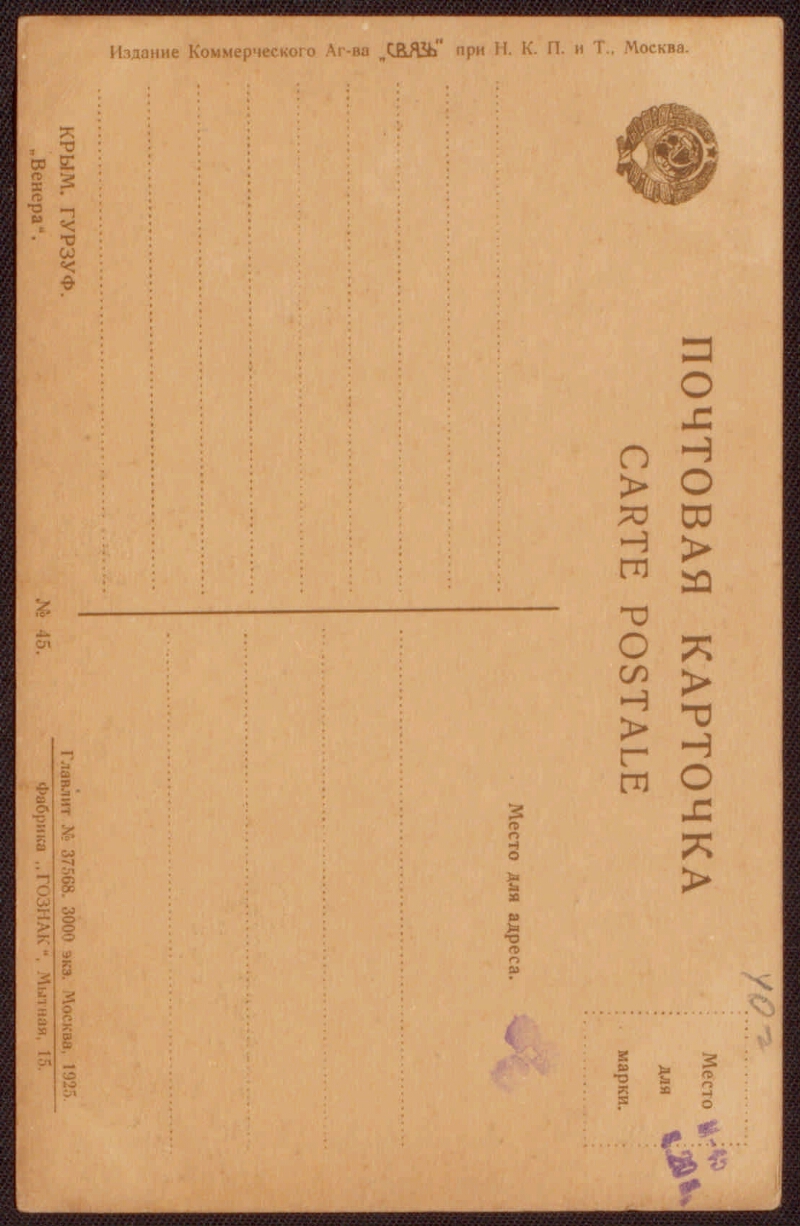 ПОЧТОВАЯ КАРТОЧКА
CARTE POSTALE
Издание Коммерческого Аг-ва „СВЯЗЬ" при Н. К. П. и Т., Москва.
Место
для
марки.
Место для адреса.
КРЫМ. ГУРЗУФ.
„Венера".
№ 45.
Главлит № 37568. 3000 экз. Москва, 1925.
Фабрика „ГОЗНАК", Мытная, 15.